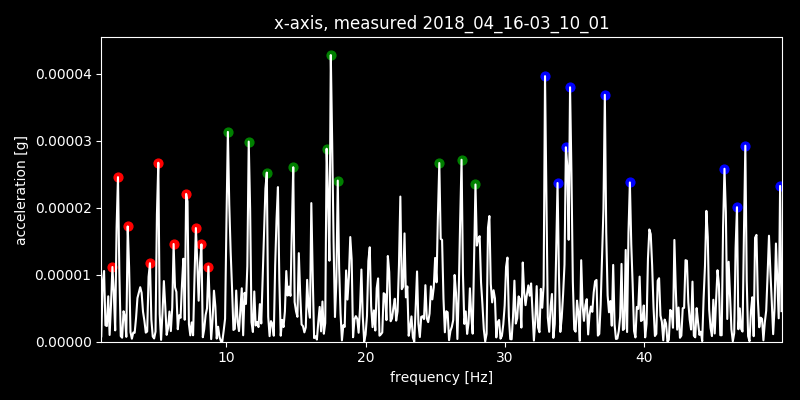 x-axis, measured 2018_04_16-03_10_01
0.00004
0.00003
0.00002
0.00001
0.00000
acceleration [g]
10 20 30 40
frequency [Hz]